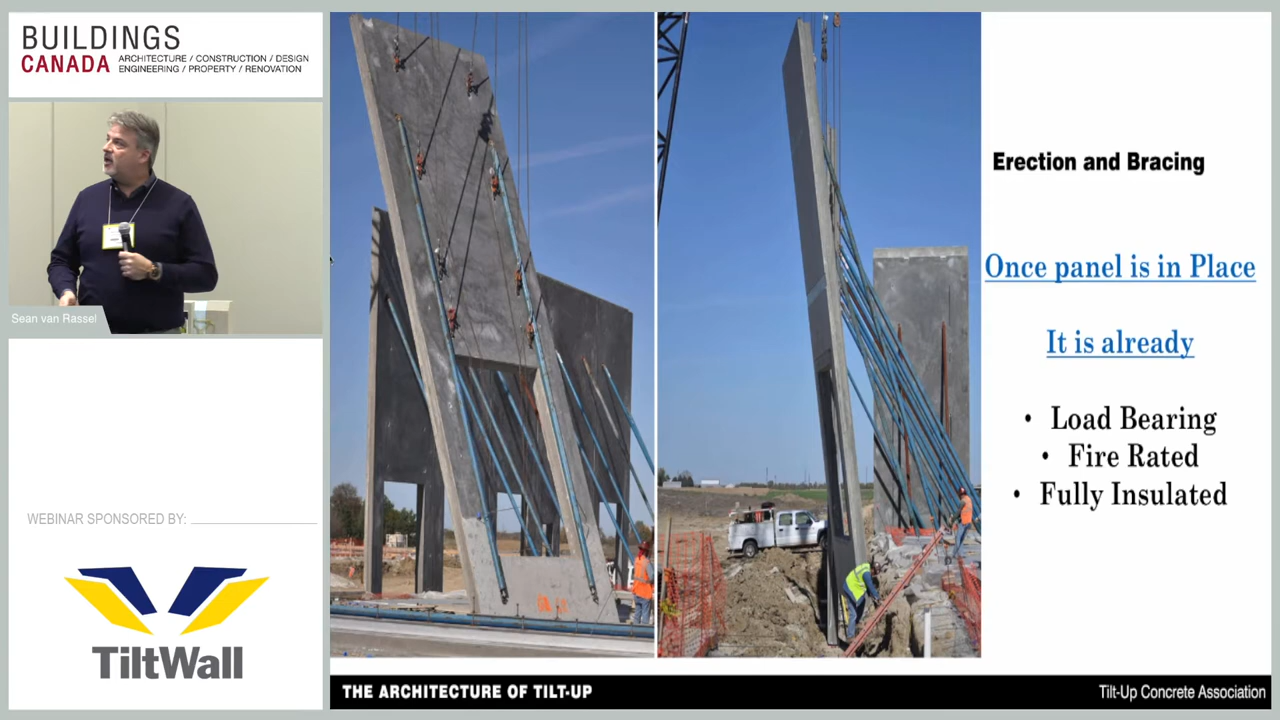 BUILDINGS
CANADA
ARCHITECTURE / CONSTRUCTION / DESIGN
ENGINEERING / PROPERTY / RENOVATION
Sean van Rassel
WEBINAR SPONSORED BY:
TiltWall
Erection and Bracing
Once panel is in Place
It is already
• Load Bearing
• Fire Rated
• Fully Insulated
THE ARCHITECTURE OF TILT-UP
Tilt-Up Concrete Association